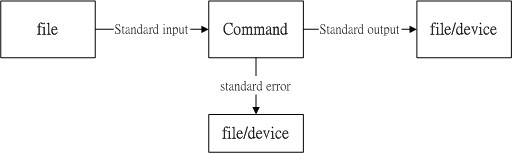 file
Standard input
Command
Standard output
file/device
standard error
file/device